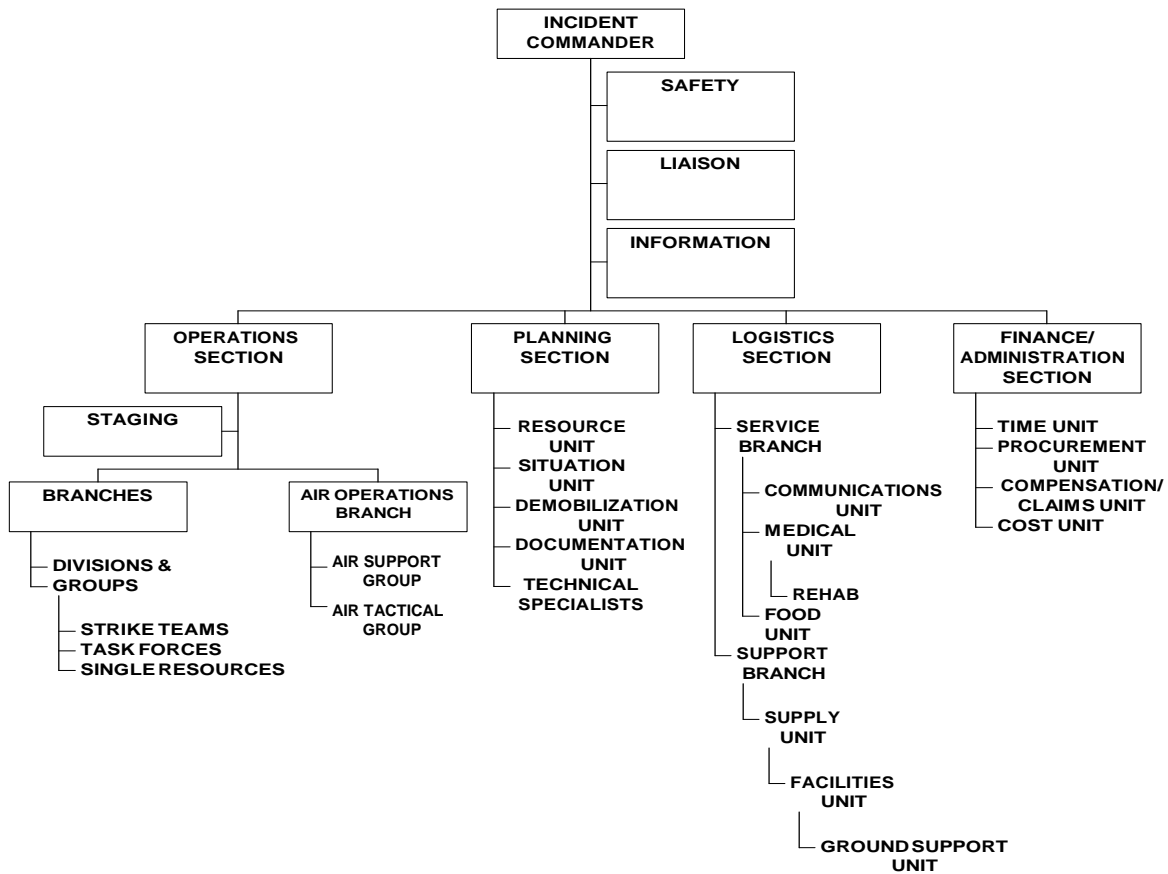 INCIDENT
COMMANDER
SAFETY
LIAISON
INFORMATION
OPERATIONS
SECTION
PLANNING
SECTION
LOGISTICS
SECTION
FINANCE/
ADMINISTRATION
SECTION
STAGING
BRANCHES
AIR OPERATIONS
BRANCH
DIVISIONS &
GROUPS
STRIKE TEAMS
TASK FORCES
SINGLE RESOURCES
AIR SUPPORT
GROUP
AIR TACTICAL
GROUP
RESOURCE
UNIT
SITUATION
UNIT
DEMOBILIZATION
UNIT
DOCUMENTATION
UNIT
TECHNICAL
SPECIALISTS
SERVICE
BRANCH
COMMUNICATIONS
UNIT
MEDICAL
UNIT
REHAB
FOOD
UNIT
SUPPORT
BRANCH
SUPPLY
UNIT
FACILITIES
UNIT
GROUND SUPPORT
UNIT
TIME UNIT
PROCUREMENT
UNIT
COMPENSATION/
CLAIMS UNIT
COST UNIT